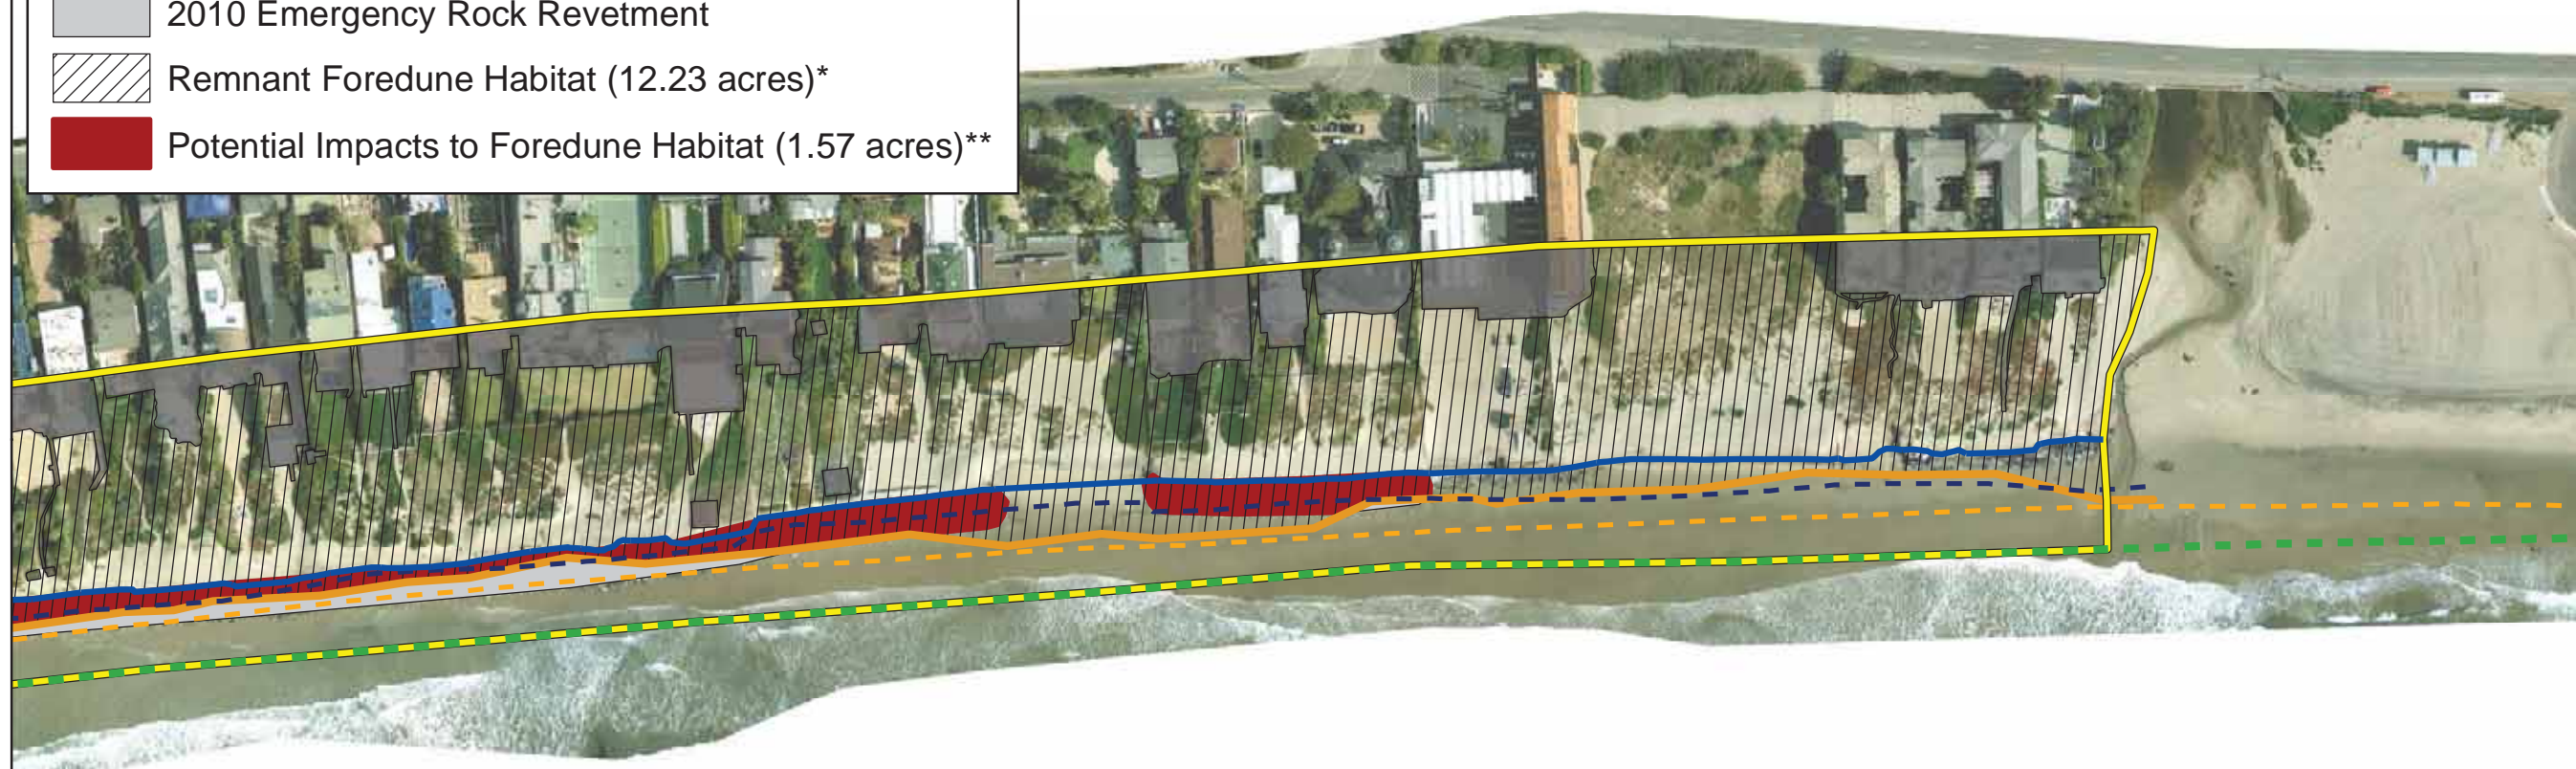 2010 Emergency Rock Revetment
Remnant Foredune Habitat (12.23 acres)*
Potential Impacts to Foredune Habitat (1.57 acres)**